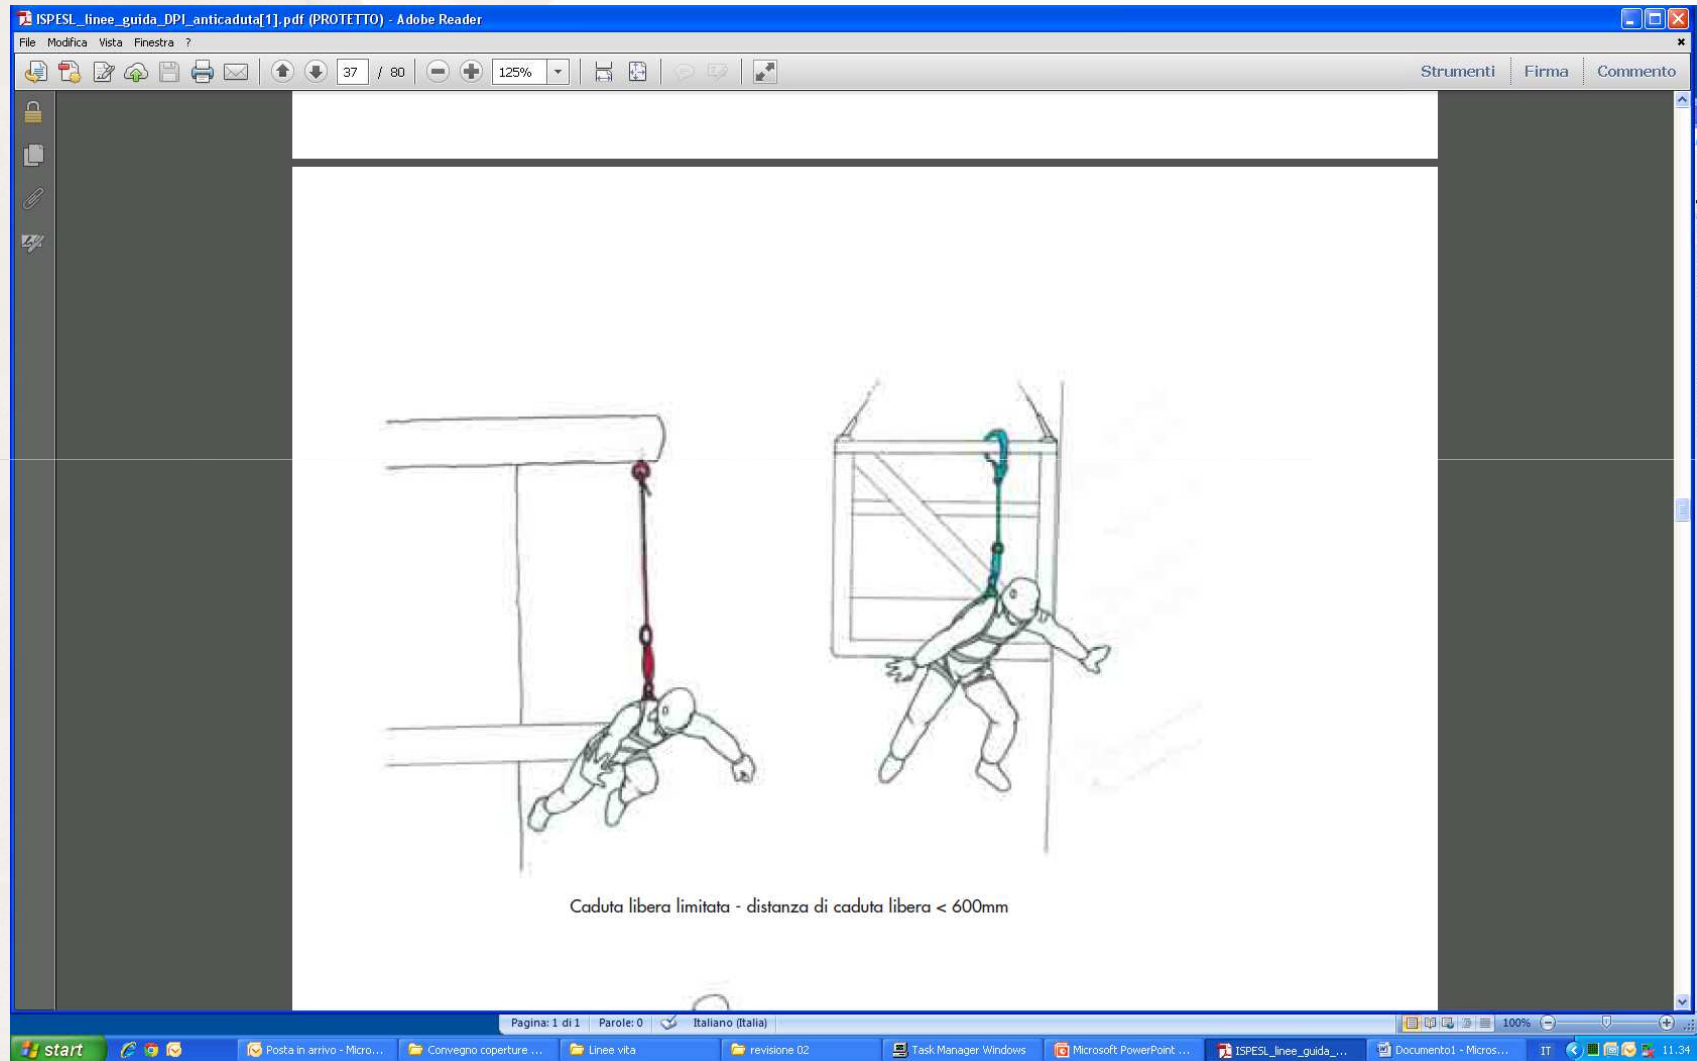 ISPESL_linee_guida_DPI_anticaduta[1].pdf (PROTETTO) - Adobe Reader
File Modifica Vista Finestra ?
37 / 80 125% Strumenti Firma Commento
Caduta libera limitata - distanza di caduta libera < 600mm
Pagina: 1 di 1 Parole: 0 Italiano (Italia) 100%
start Posta in arrivo - Micro... Convegno coperture ... Linee vita revisione 02 Task Manager Windows Microsoft PowerPoint ... ISPESL_linee_guida_... Documento1 - Micros... IT 11.34